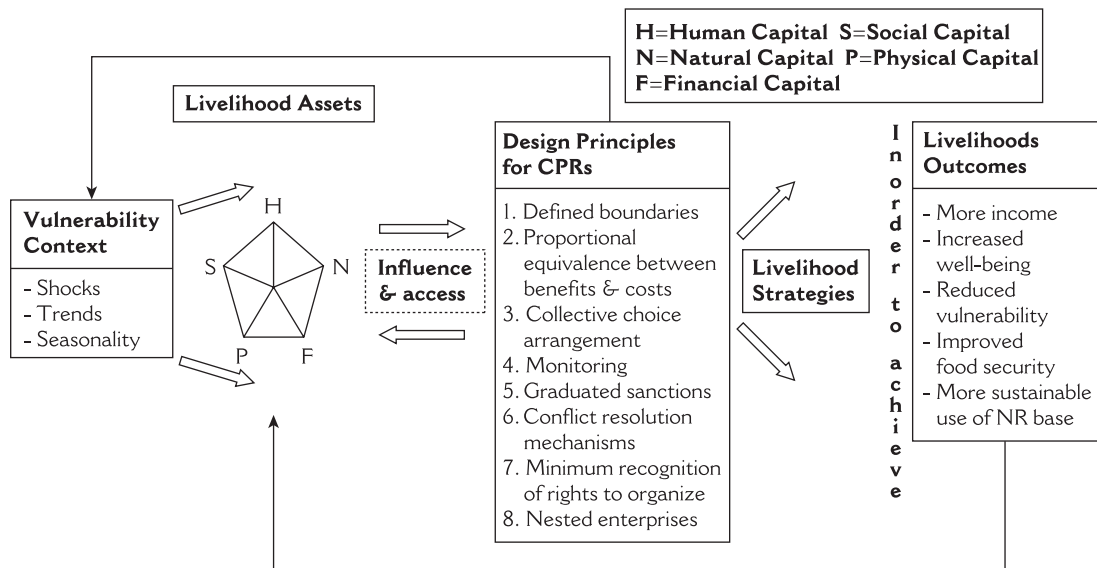 H=Human Capital S=Social Capital
N=Natural Capital P=Physical Capital
F=Financial Capital
Livelihood Assets
Vulnerability
Context
- Shocks
- Trends
- Seasonality
H
S
N
P
F
Influence
& access
Design Principles
for CPRs
1. Defined boundaries
2. Proportional
equivalence between
benefits & costs
3. Collective choice
arrangement
4. Monitoring
5. Graduated sanctions
6. Conflict resolution
mechanisms
7. Minimum recognition
of rights to organize
8. Nested enterprises
Livelihood
Strategies
In order to achieve
Livelihoods
Outcomes
- More income
- Increased
well-being
- Reduced
vulnerability
- Improved
food security
- More sustainable
use of NR base